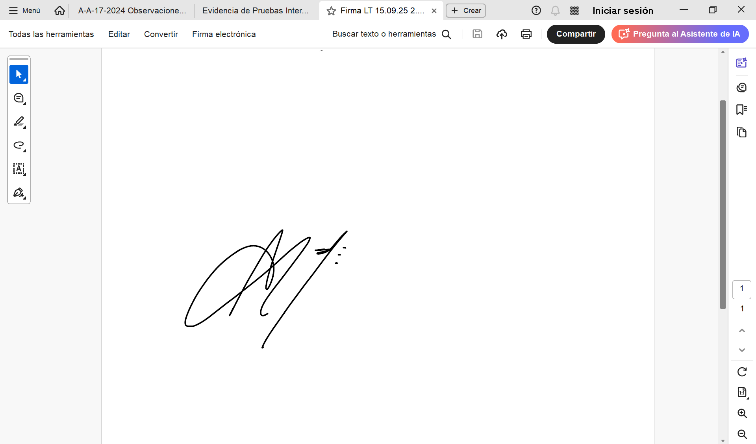 Menú A-A-17-2024 Observacione... Evidencia de Pruebas Inter... Firma LT 15.09.25 2.... Crear Iniciar sesión
Todas las herramientas Editar Convertir Firma electrónica Buscar texto o herramientas Compartir Pregunta al Asistente de IA
1
1